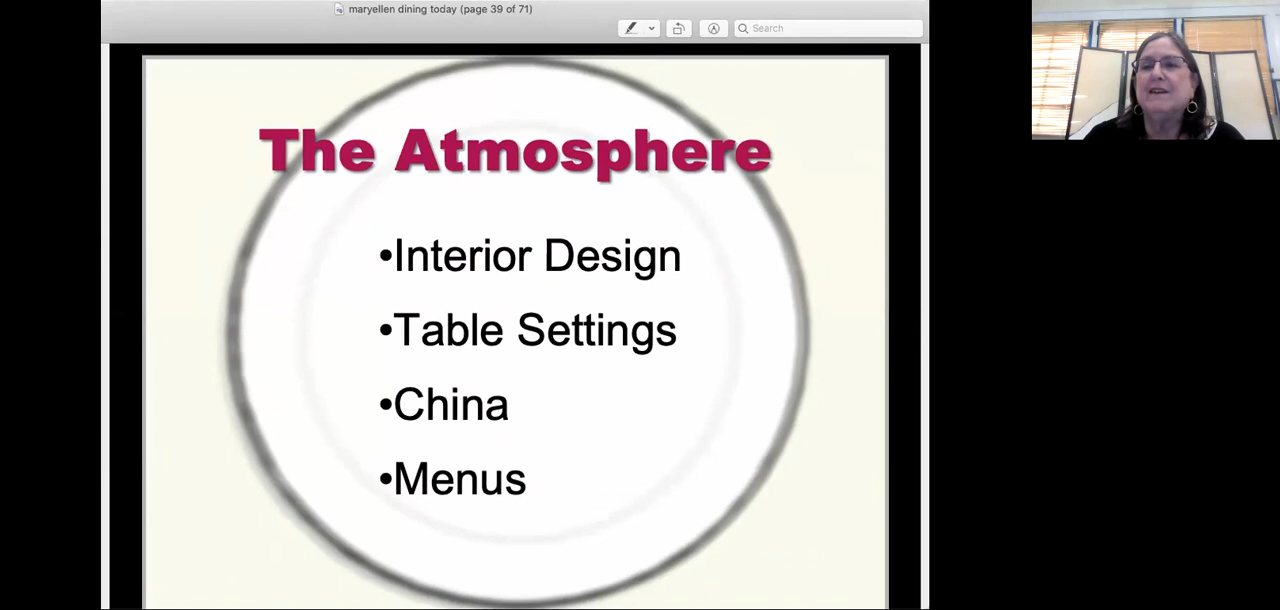 maryellen dining today (page 39 of 71)
Search
The Atmosphere
•Interior Design
•Table Settings
•China
•Menus